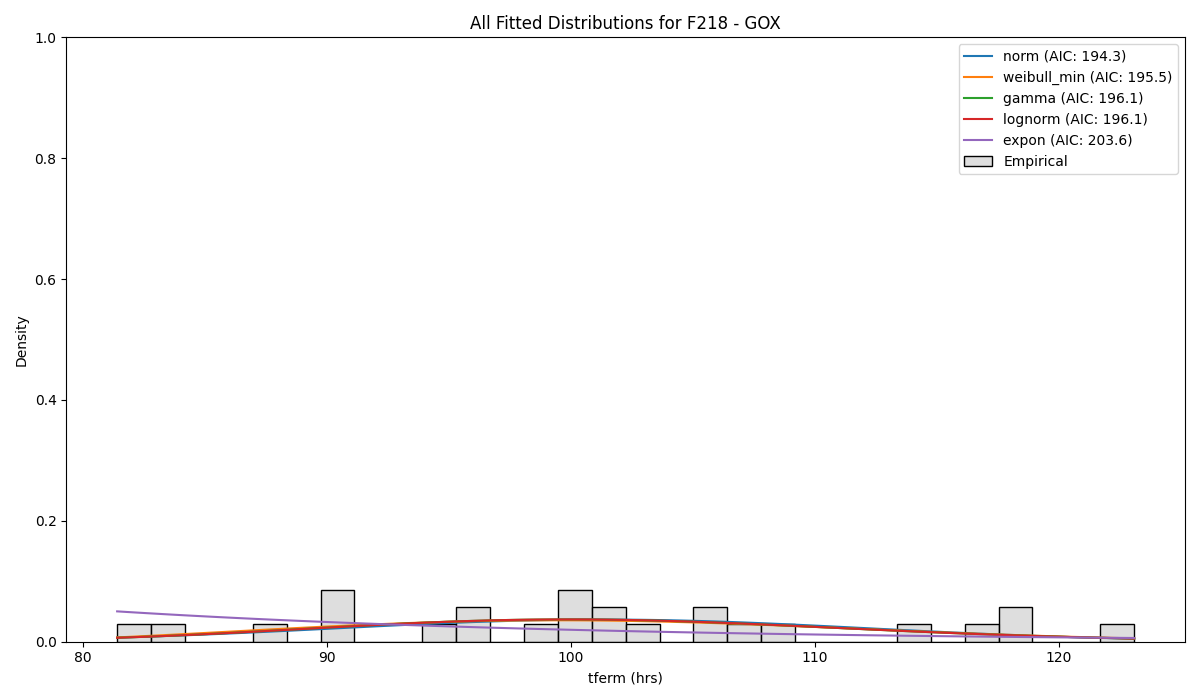 All Fitted Distributions for F218 - GOX
1.0
0.8
0.6
0.4
0.2
0.0
Density
norm (AIC: 194.3)
weibull_min (AIC: 195.5)
gamma (AIC: 196.1)
lognorm (AIC: 196.1)
expon (AIC: 203.6)
Empirical
80 90 100 110 120
tferm (hrs)